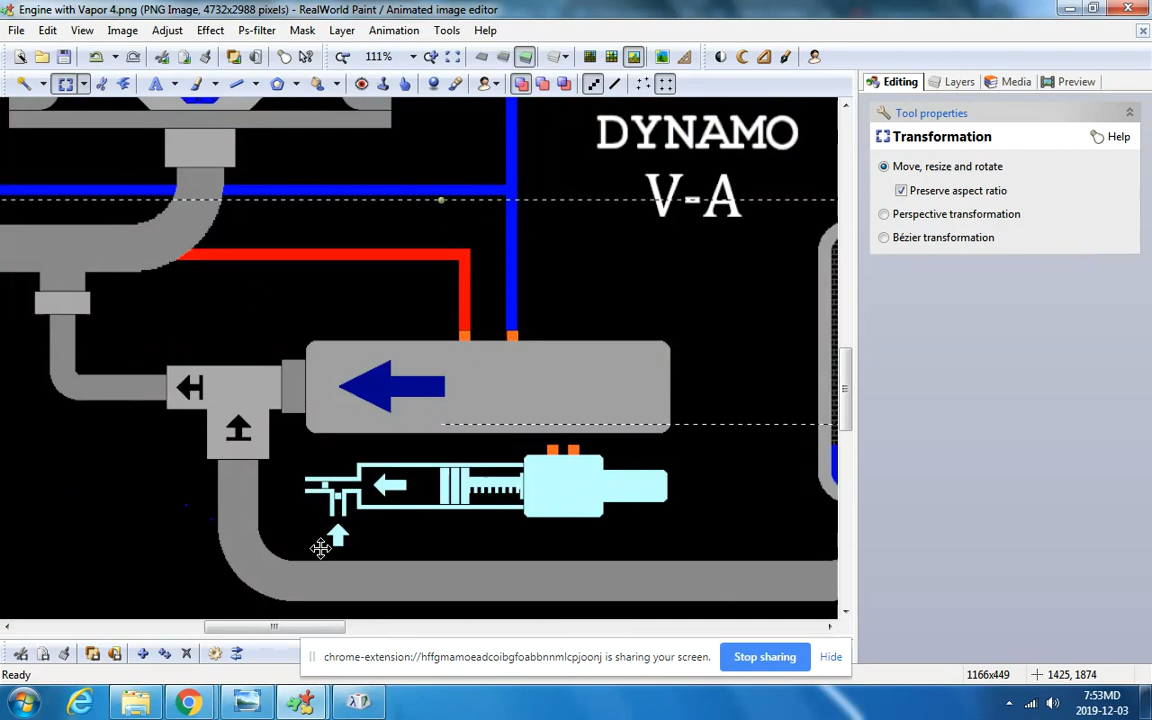 Engine with Vapor 4.png (PNG Image, 4732x2988 pixels) - RealWorld Paint / Animated image editor
File Edit View Image Adjust Effect Ps-filter Mask Layer Animation Tools Help
111%
Editing Layers Media Preview
Tool properties
Transformation Help
Move, resize and rotate
Preserve aspect ratio
Perspective transformation
Bézier transformation
DYNAMO
V-A
chrome-extension://hffgmamoeadcoibgfoabbnnmlcpjoonj is sharing your screen. Stop sharing Hide
Ready 1166x449 1425, 1874
7:53MD
2019-12-03